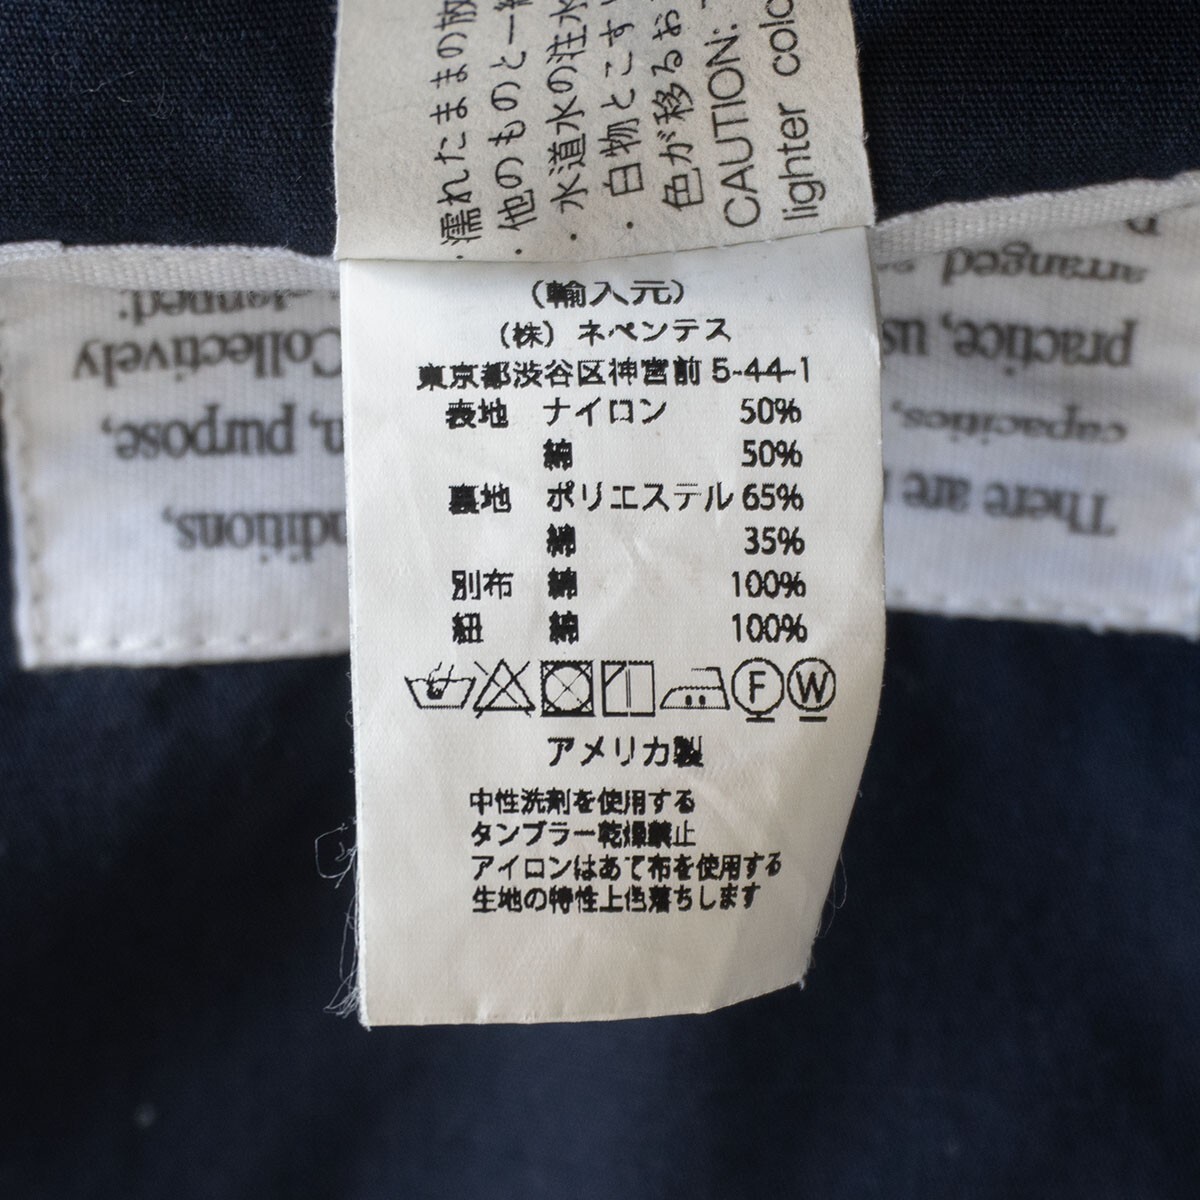 濡れたままの放
・他のものと一緒
・水道水の注水
・白物とこす
色が移るお
CAUTION:
lighter colo
(輸入元)
(株) ネペンテス
東京都渋谷区神宮前 5-44-1
表地 ナイロン 50%
綿 50%
裏地 ポリエステル 65%
綿 35%
別布 綿 100%
紐 綿 100%
F W
アメリカ製
中性洗剤を使用する
タンブラー乾燥禁止
アイロンはあて布を使用する
生地の特性上色落ちします
There are
nditions,
capacities,
n, purpose,
practice, us
Collectively
arranged